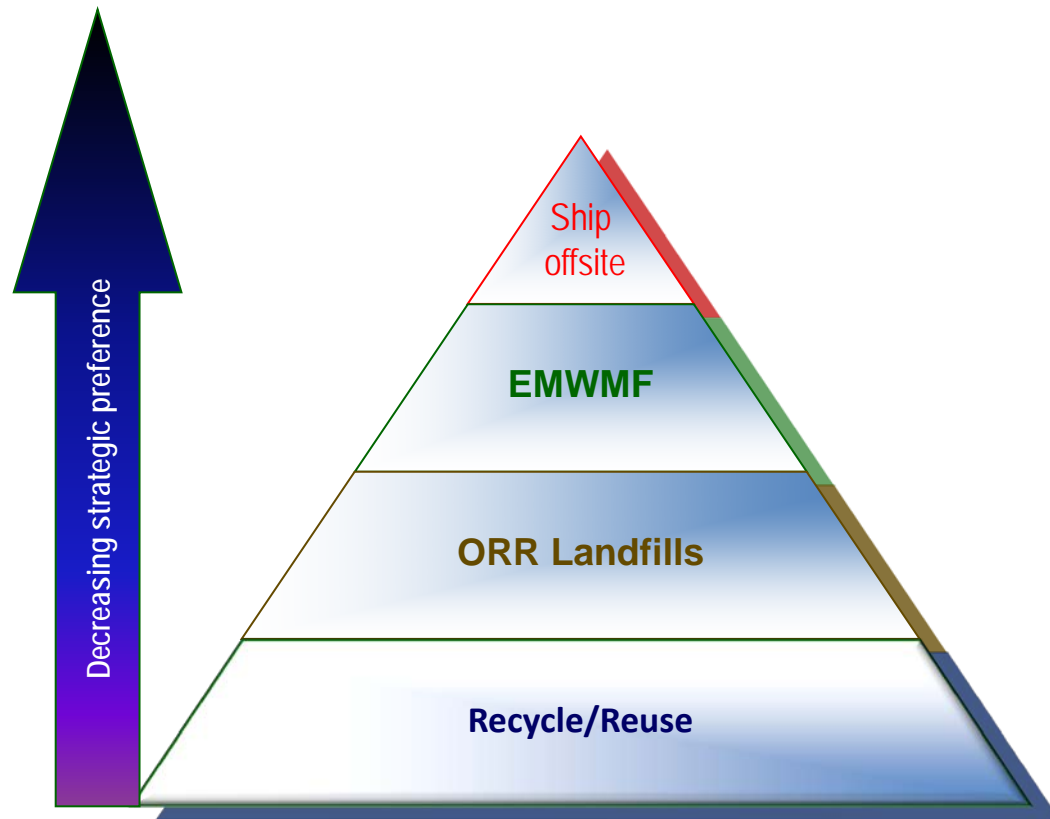 Decreasing strategic preference
Ship
offsite
EMWMF
ORR Landfills
Recycle/Reuse